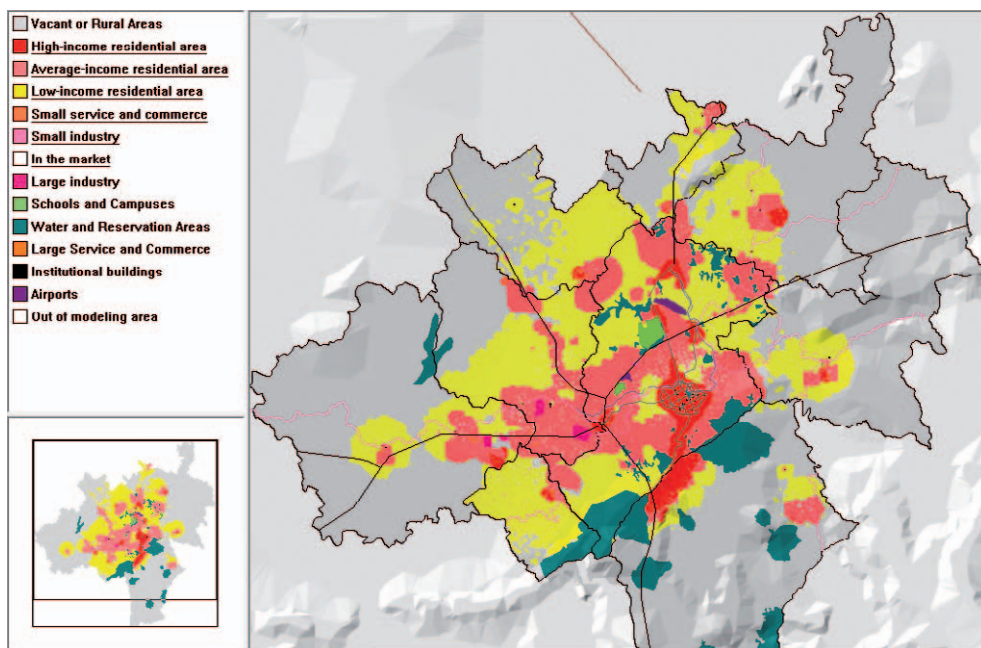 Vacant or Rural Areas
High-income residential area
Average-income residential area
Low-income residential area
Small service and commerce
Small industry
In the market
Large industry
Schools and Campuses
Water and Reservation Areas
Large Service and Commerce
Institutional buildings
Airports
Out of modeling area